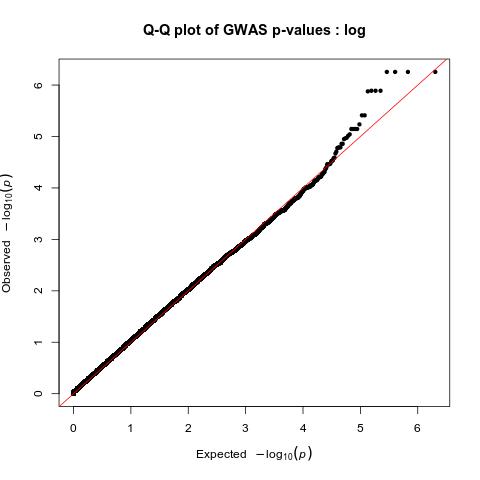 Q-Q plot of GWAS p-values : log
Observed −log10(p)
6
5
4
3
2
1
0
0 1 2 3 4 5 6
Expected −log10(p)